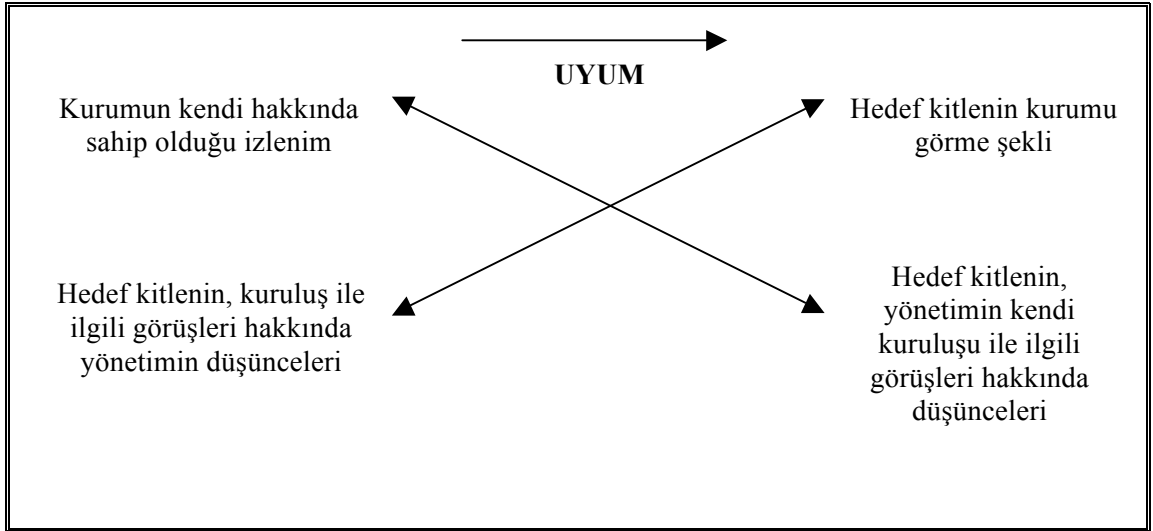 UYUM
Kurumun kendi hakkında
sahip olduğu izlenim
Hedef kitlenin kurumu
görme şekli
Hedef kitlenin, kuruluş ile
ilgili görüşleri hakkında
yönetimin düşünceleri
Hedef kitlenin,
yönetimin kendi
kuruluşu ile ilgili
görüşleri hakkında
düşünceleri